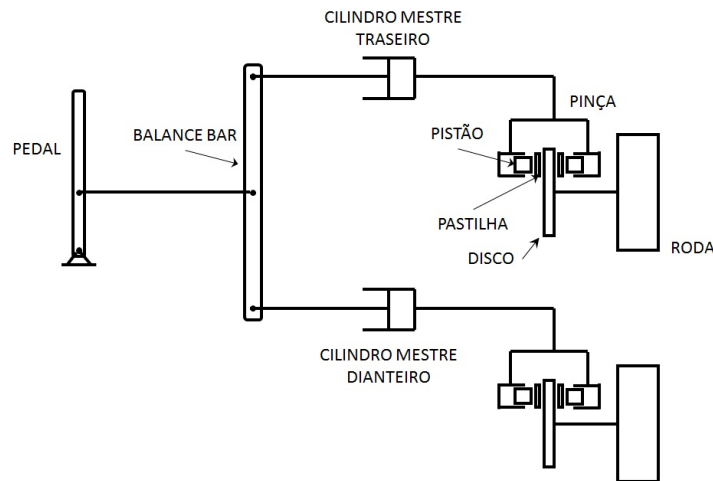 CILINDRO MESTRE
TRASEIRO
PINÇA
PISTÃO
BALANCE BAR
PEDAL
PASTILHA
DISCO
RODA
CILINDRO MESTRE
DIANTEIRO